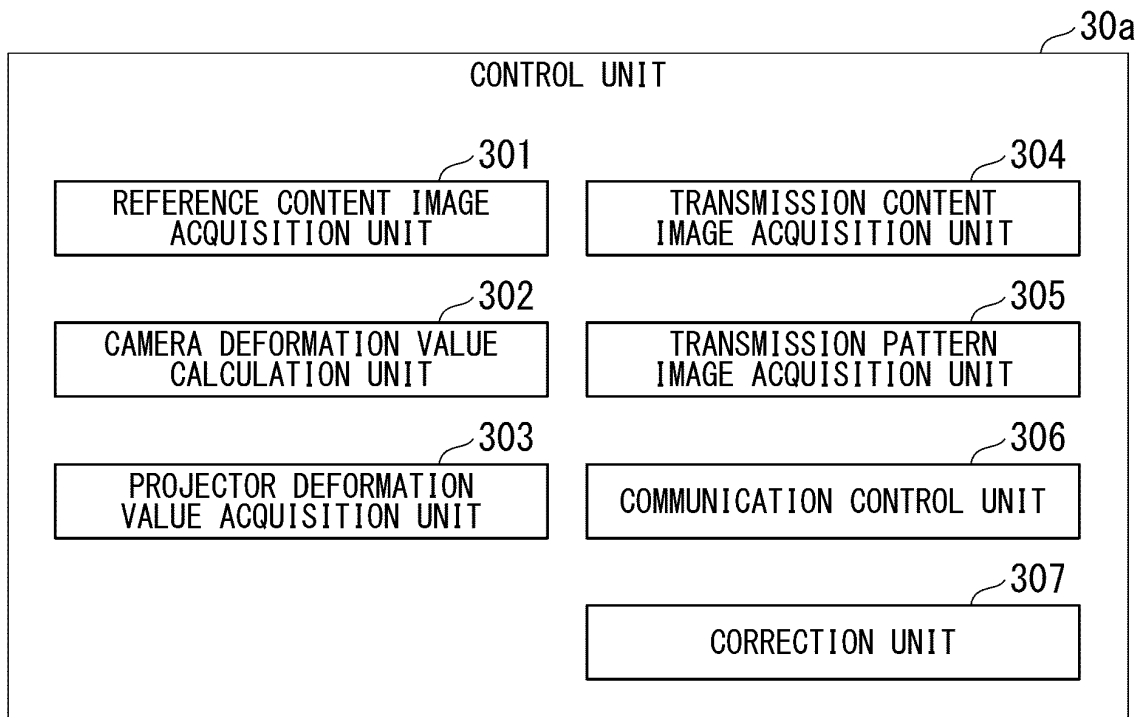 30a
CONTROL UNIT
301
REFERENCE CONTENT IMAGE
ACQUISITION UNIT
302
CAMERA DEFORMATION VALUE
CALCULATION UNIT
303
PROJECTOR DEFORMATION
VALUE ACQUISITION UNIT
304
TRANSMISSION CONTENT
IMAGE ACQUISITION UNIT
305
TRANSMISSION PATTERN
IMAGE ACQUISITION UNIT
306
COMMUNICATION CONTROL UNIT
307
CORRECTION UNIT